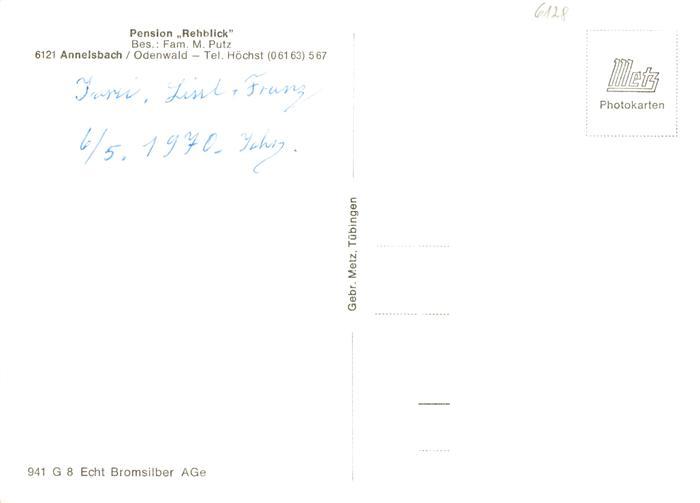 Pension „Rehblick"
Bes.: Fam. M. Putz
6121 Annelsbach / Odenwald — Tel. Höchst (06163) 567
Franz
6/5. 1970.
6128
Metz
Photokarten
Gebr. Metz, Tübingen
941 G 8 Echt Bromsilber AGe